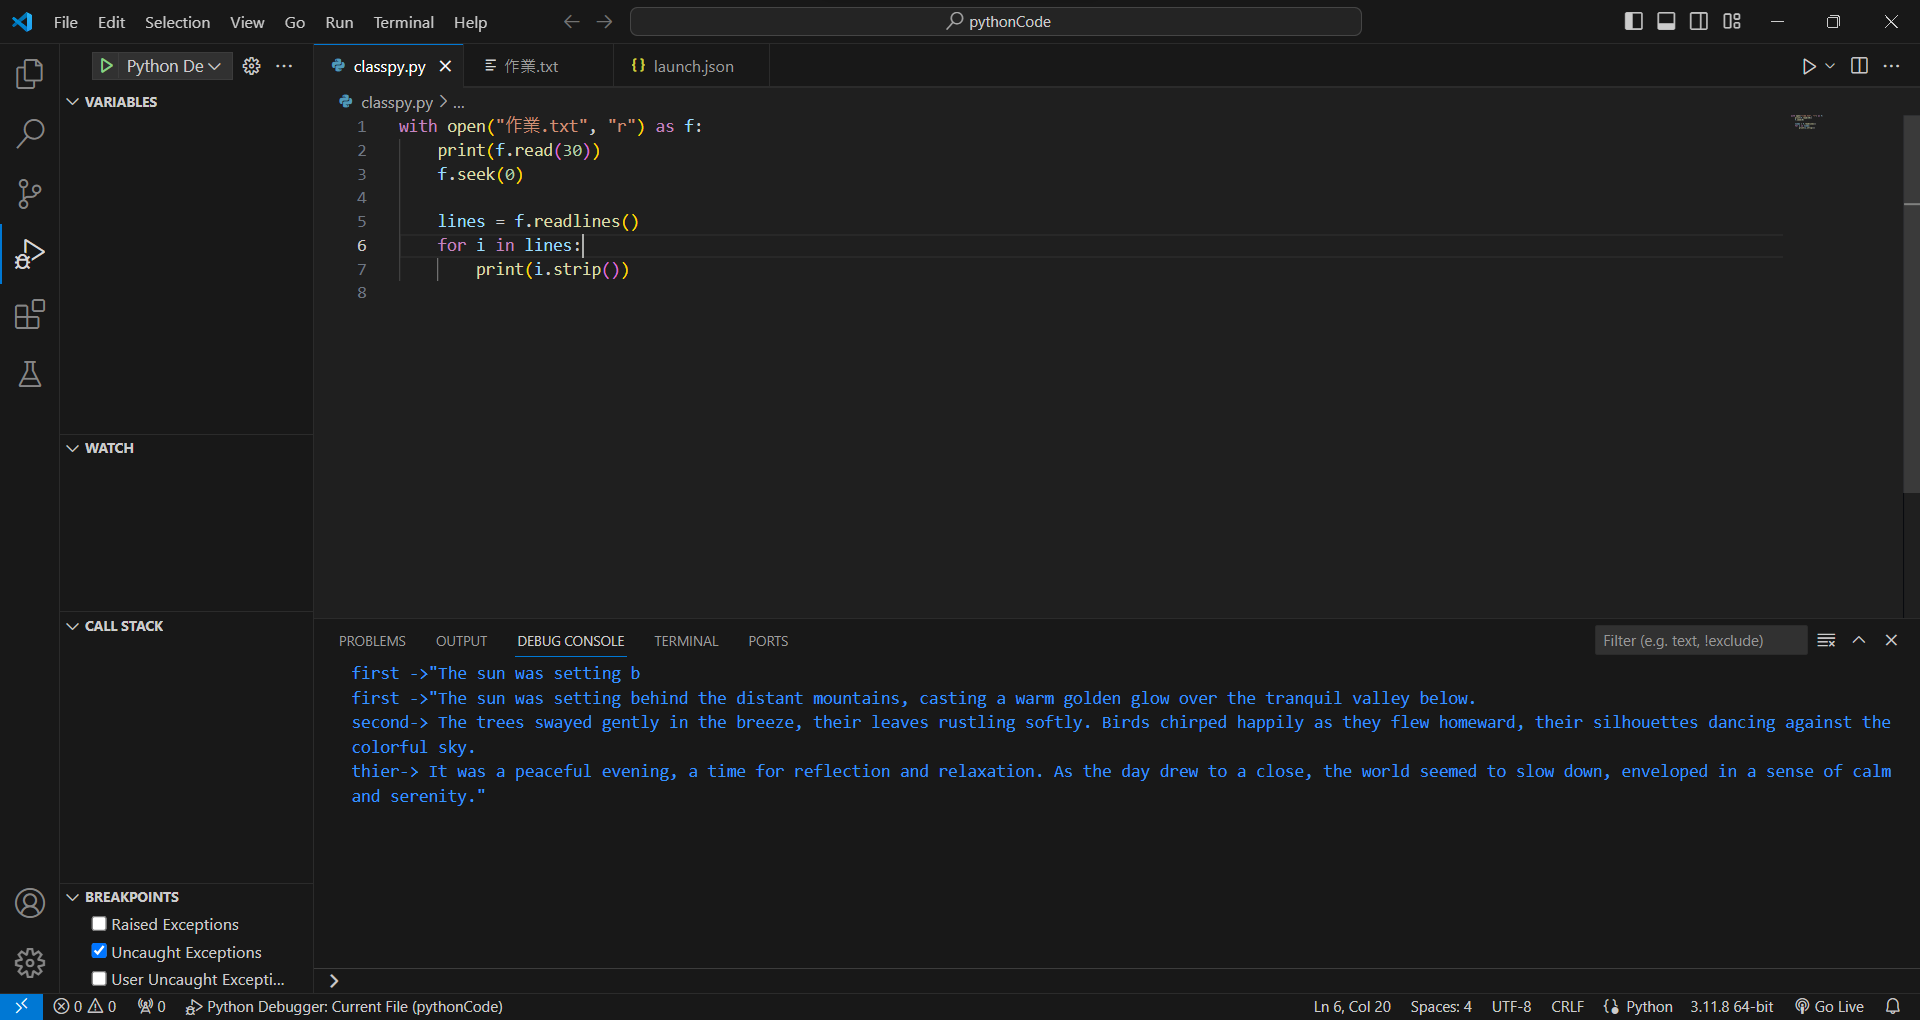 File Edit Selection View Go Run Terminal Help
pythonCode
Python De
classpy.py
作業.txt
{} launch.json
VARIABLES
classpy.py > ...
1 with open("作業.txt", "r") as f:
2 print(f.read(30))
3 f.seek(0)
4
5 lines = f.readlines()
6 for i in lines:
7 print(i.strip())
8
WATCH
CALL STACK
PROBLEMS OUTPUT DEBUG CONSOLE TERMINAL PORTS
Filter (e.g. text, !exclude)
first ->"The sun was setting b
first ->"The sun was setting behind the distant mountains, casting a warm golden glow over the tranquil valley below.
second-> The trees swayed gently in the breeze, their leaves rustling softly. Birds chirped happily as they flew homeward, their silhouettes dancing against the
colorful sky.
thier-> It was a peaceful evening, a time for reflection and relaxation. As the day drew to a close, the world seemed to slow down, enveloped in a sense of calm
and serenity."
BREAKPOINTS
Raised Exceptions
Uncaught Exceptions
User Uncaught Excepti...
0 0 0 Python Debugger: Current File (pythonCode)
Ln 6, Col 20 Spaces: 4 UTF-8 CRLF Python 3.11.8 64-bit Go Live